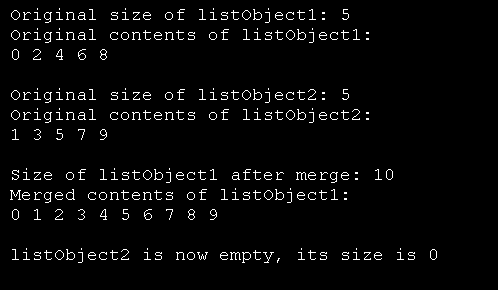 Original size of listObject1: 5
Original contents of listObject1:
0 2 4 6 8
Original size of listObject2: 5
Original contents of listObject2:
1 3 5 7 9
Size of listObject1 after merge: 10
Merged contents of listObject1:
0 1 2 3 4 5 6 7 8 9
listObject2 is now empty, its size is 0